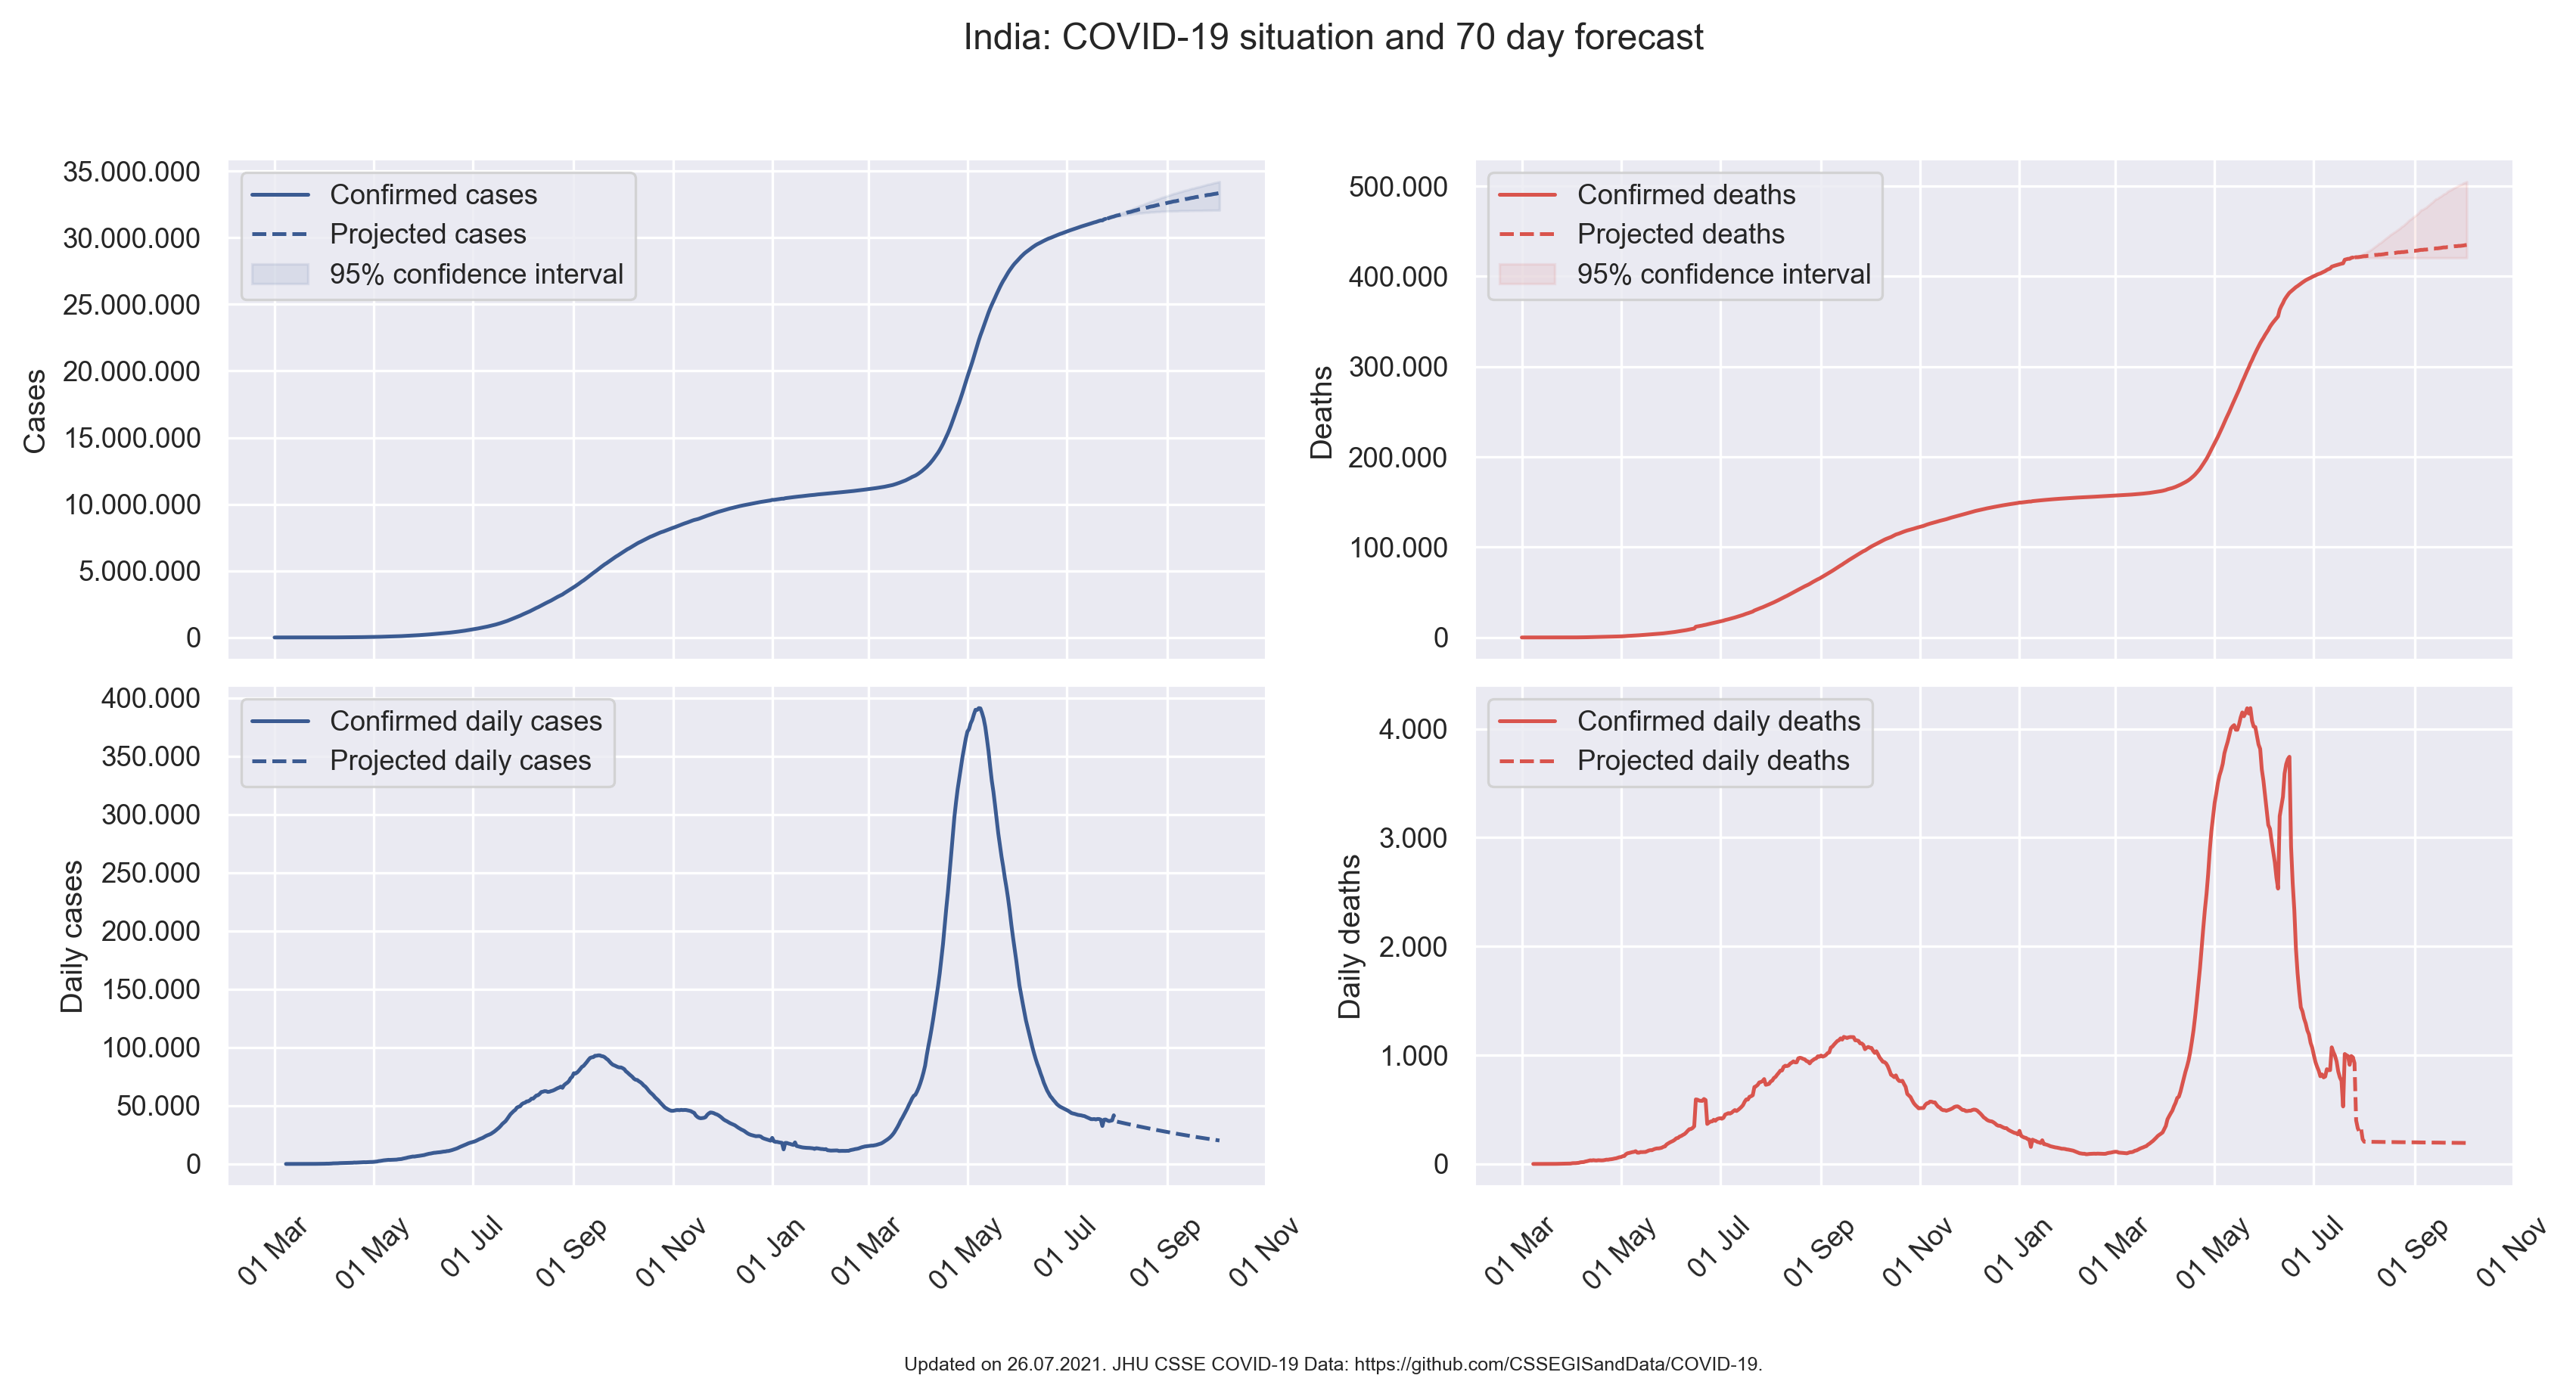 India: COVID-19 situation and 70 day forecast
35.000.000
30.000.000
25.000.000
20.000.000
15.000.000
10.000.000
5.000.000
0
Cases
Confirmed cases
Projected cases
95% confidence interval
500.000
400.000
300.000
200.000
100.000
0
Deaths
Confirmed deaths
Projected deaths
95% confidence interval
400.000
350.000
300.000
250.000
200.000
150.000
100.000
50.000
0
Daily cases
Confirmed daily cases
Projected daily cases
01 Mar
01 May
01 Jul
01 Sep
01 Nov
01 Jan
01 Mar
01 May
01 Jul
01 Sep
01 Nov
4.000
3.000
2.000
1.000
0
Daily deaths
Confirmed daily deaths
Projected daily deaths
01 Mar
01 May
01 Jul
01 Sep
01 Nov
01 Jan
01 Mar
01 May
01 Jul
01 Sep
01 Nov
Updated on 26.07.2021. JHU CSSE COVID-19 Data: https://github.com/CSSEGISandData/COVID-19.